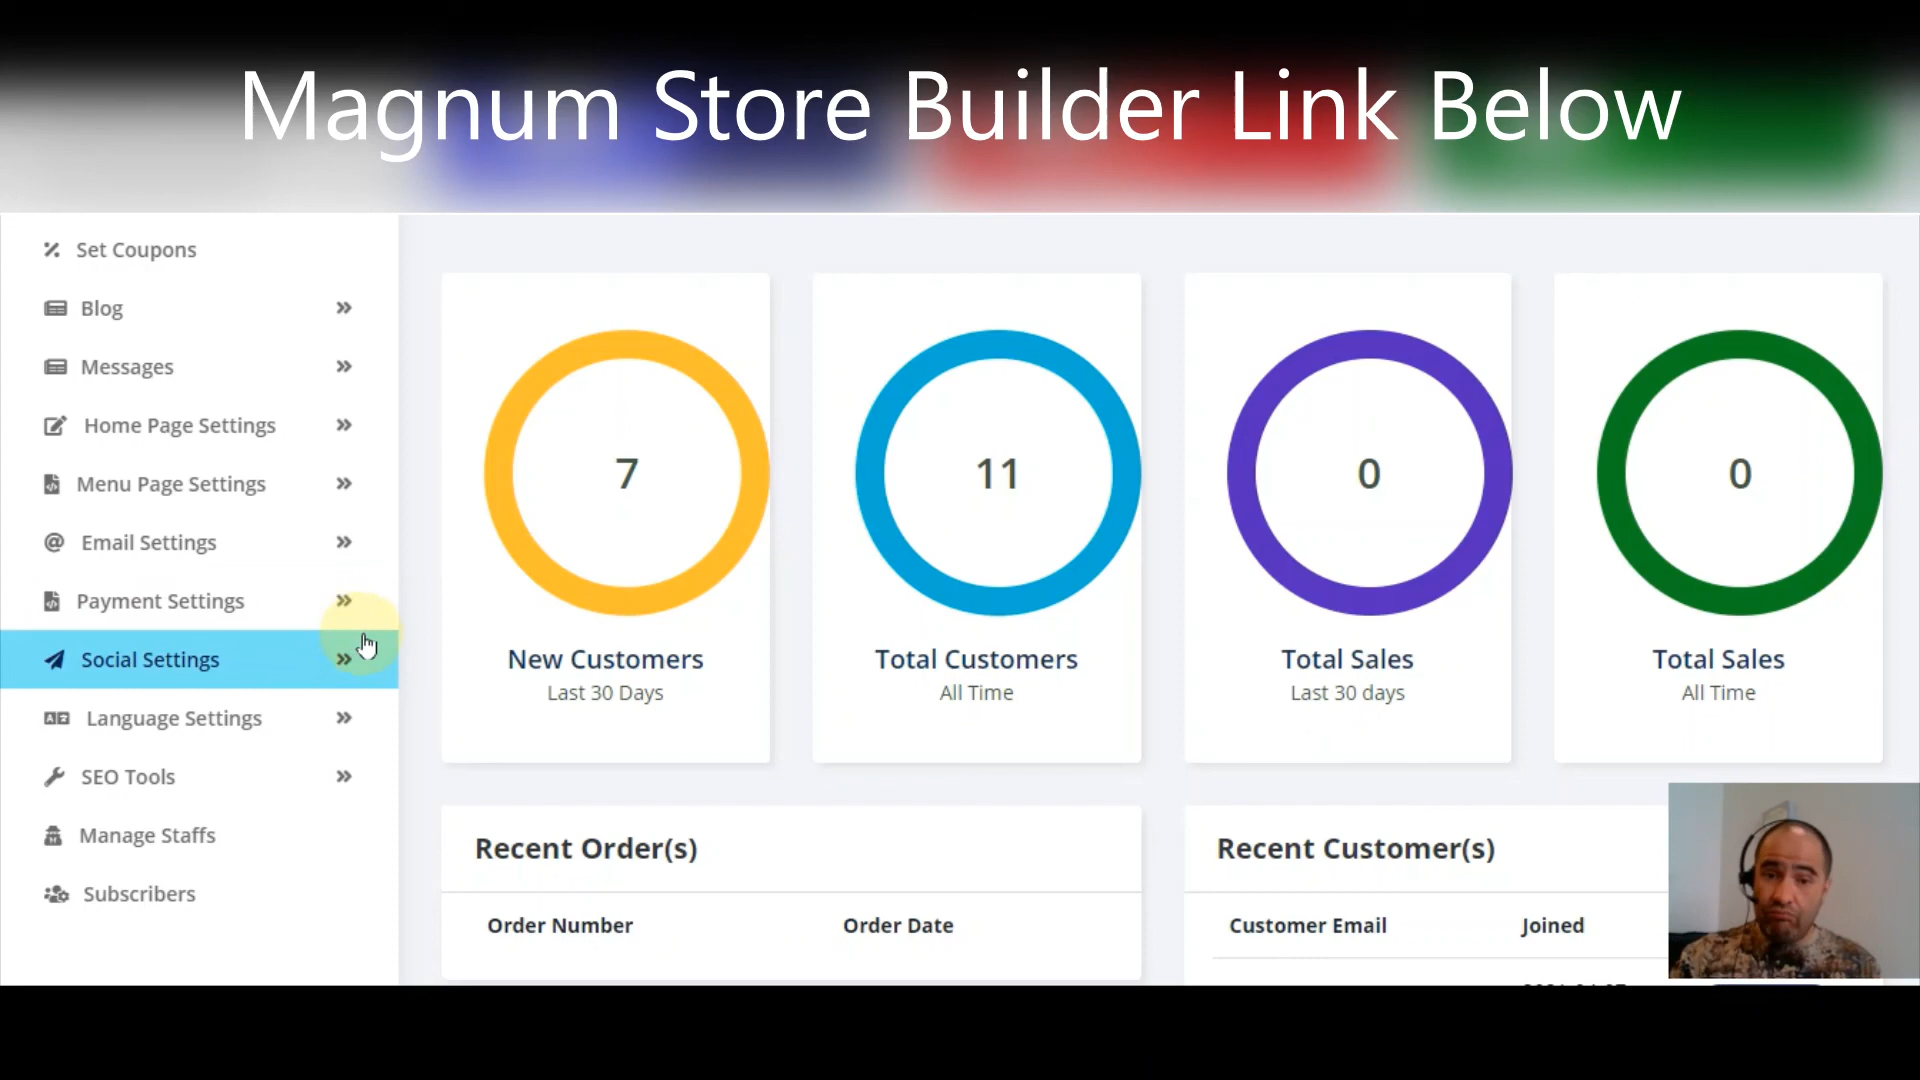 Magnum Store Builder Link Below
Set Coupons
Blog
Messages
Home Page Settings
Menu Page Settings
Email Settings
Payment Settings
Social Settings
Language Settings
SEO Tools
Manage Staffs
Subscribers
7
New Customers
Last 30 Days
11
Total Customers
All Time
0
Total Sales
Last 30 days
0
Total Sales
All Time
Recent Order(s)
Order Number Order Date
Recent Customer(s)
Customer Email Joined